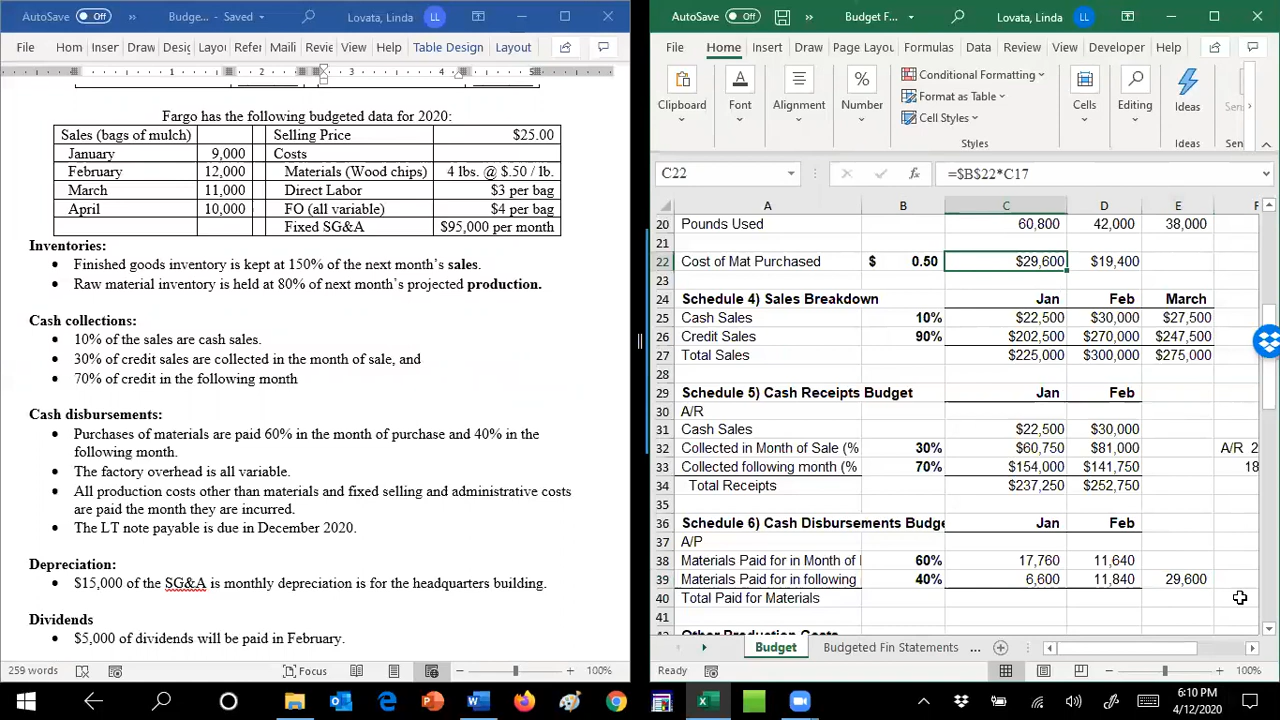 AutoSave Off Budge... - Saved Lovata, Linda LL
File Hom Inser Draw Desig Layou Refer Maili Revie View Help Table Design Layout
1 2 3 4 5
Fargo has the following budgeted data for 2020:
Sales (bags of mulch) Selling Price $25.00
January 9,000 Costs
February 12,000 Materials (Wood chips) 4 lbs. @ $.50 / lb.
March 11,000 Direct Labor $3 per bag
April 10,000 FO (all variable) $4 per bag
Fixed SG&A $95,000 per month
Inventories:
• Finished goods inventory is kept at 150% of the next month's sales.
• Raw material inventory is held at 80% of next month's projected production.
Cash collections:
• 10% of the sales are cash sales.
• 30% of credit sales are collected in the month of sale, and
• 70% of credit in the following month
Cash disbursements:
• Purchases of materials are paid 60% in the month of purchase and 40% in the
following month.
• The factory overhead is all variable.
• All production costs other than materials and fixed selling and administrative costs
are paid the month they are incurred.
• The LT note payable is due in December 2020.
Depreciation:
• $15,000 of the SG&A is monthly depreciation is for the headquarters building.
Dividends
• $5,000 of dividends will be paid in February.
259 words Focus 100%
AutoSave Off Budget F... Lovata, Linda LL
File Home Insert Draw Page Layou Formulas Data Review View Developer Help
Clipboard Font Alignment Number Conditional Formatting Format as Table Cell Styles Cells Editing Ideas Sens
Styles Ideas Sen
C22 fx =$B$22*C17
A B C D E F
20 Pounds Used 60,800 42,000 38,000
21
22 Cost of Mat Purchased $ 0.50 $29,600 $19,400
23
24 Schedule 4) Sales Breakdown Jan Feb March
25 Cash Sales 10% $22,500 $30,000 $27,500
26 Credit Sales 90% $202,500 $270,000 $247,500
27 Total Sales $225,000 $300,000 $275,000
28
29 Schedule 5) Cash Receipts Budget Jan Feb
30 A/R
31 Cash Sales $22,500 $30,000
32 Collected in Month of Sale (% 30% $60,750 $81,000 A/R 2
33 Collected following month (% 70% $154,000 $141,750 18
34 Total Receipts $237,250 $252,750
35
36 Schedule 6) Cash Disbursements Budge Jan Feb
37 A/P
38 Materials Paid for in Month of 60% 17,760 11,640
39 Materials Paid for in following 40% 6,600 11,840 29,600
40 Total Paid for Materials
41
Other Production Costs
Budget Budgeted Fin Statements ...
Ready 100%
6:10 PM
4/12/2020